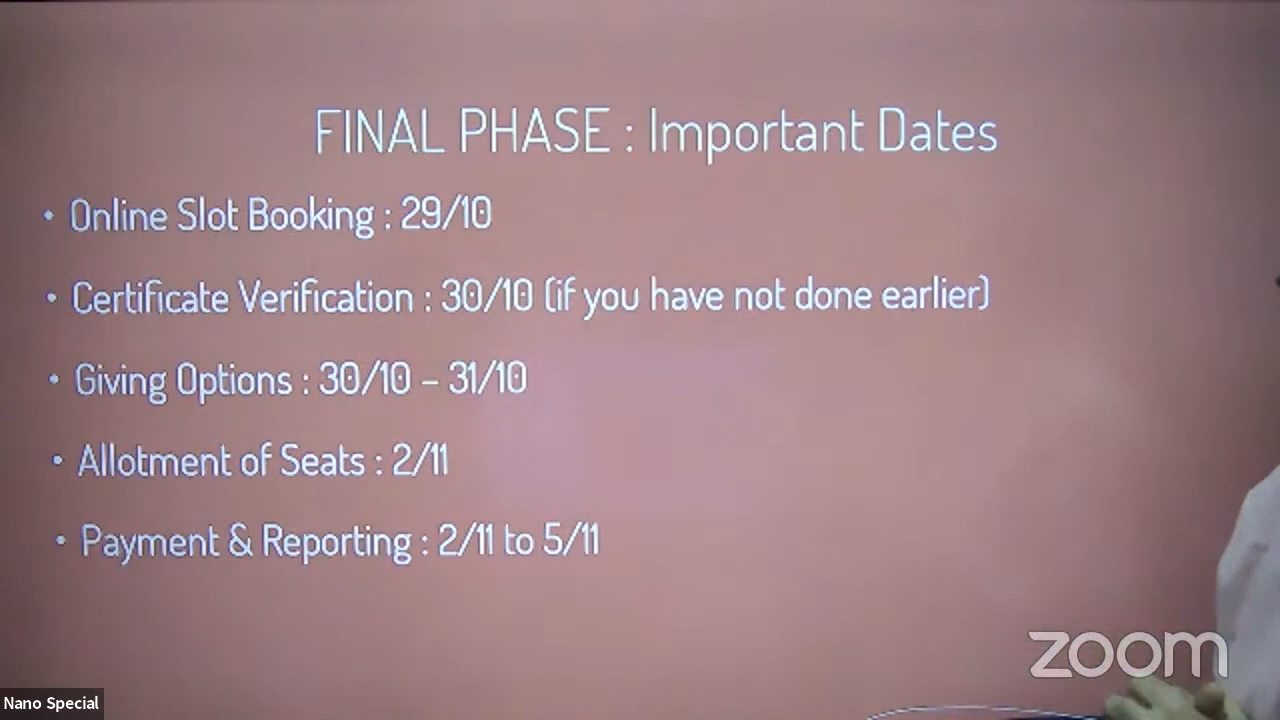 FINAL PHASE : Important Dates
• Online Slot Booking : 29/10
• Certificate Verification : 30/10 (if you have not done earlier)
• Giving Options : 30/10 – 31/10
• Allotment of Seats : 2/11
• Payment & Reporting : 2/11 to 5/11
zoom
Nano Special